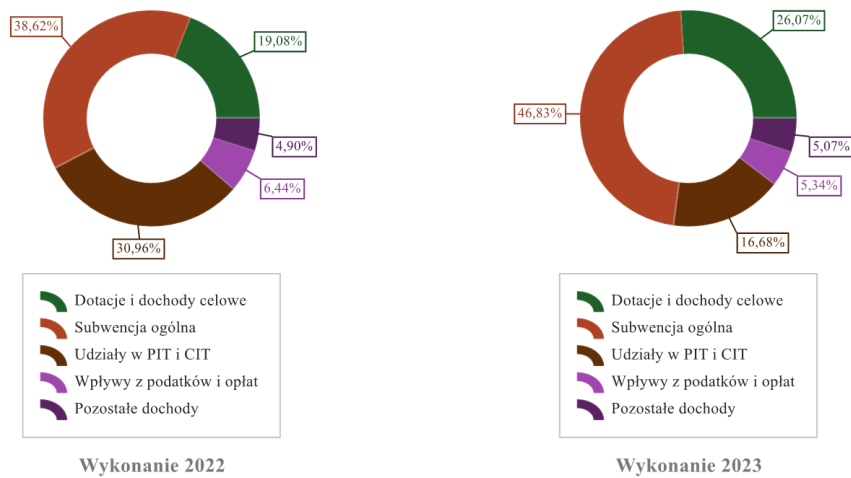 38,62%
19,08%
4,90%
6,44%
30,96%
Dotacje i dochody celowe
Subwencja ogólna
Udziały w PIT i CIT
Wpływy z podatków i opłat
Pozostałe dochody
Wykonanie 2022
26,07%
46,83%
5,07%
5,34%
16,68%
Dotacje i dochody celowe
Subwencja ogólna
Udziały w PIT i CIT
Wpływy z podatków i opłat
Pozostałe dochody
Wykonanie 2023